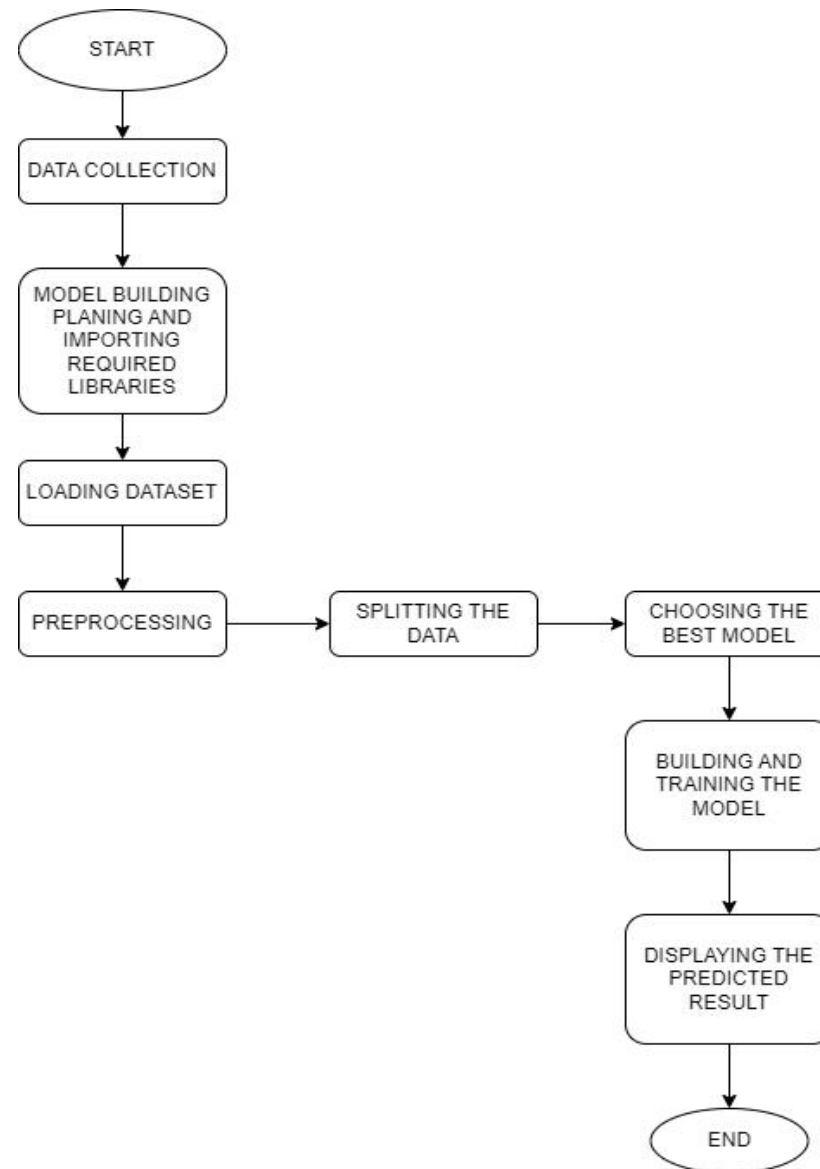 START
DATA COLLECTION
MODEL BUILDING
PLANING AND
IMPORTING
REQUIRED
LIBRARIES
LOADING DATASET
PREPROCESSING
SPLITTING THE
DATA
CHOOSING THE
BEST MODEL
BUILDING AND
TRAINING THE
MODEL
DISPLAYING THE
PREDICTED
RESULT
END